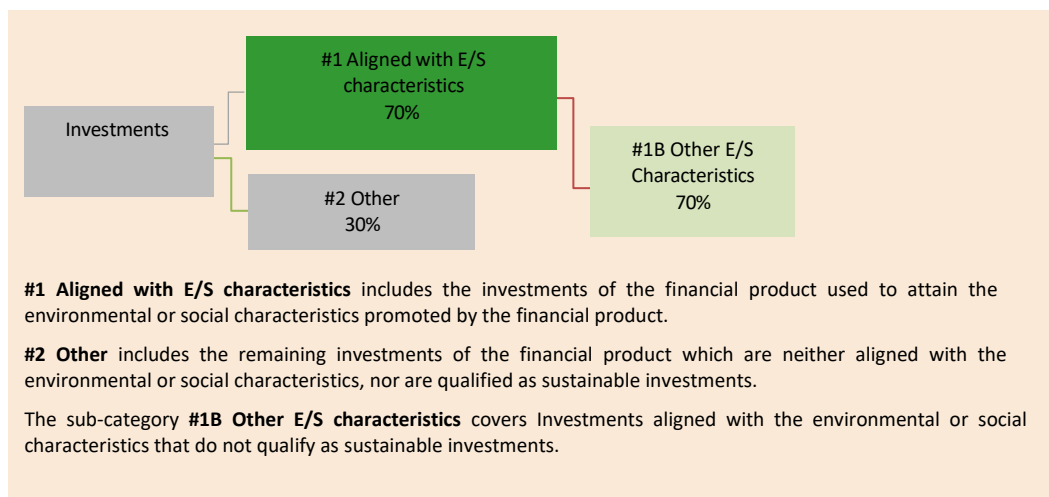 #1 Aligned with E/S
characteristics
70%
Investments
#1B Other E/S
Characteristics
70%
#2 Other
30%
#1 Aligned with E/S characteristics includes the investments of the financial product used to attain the
environmental or social characteristics promoted by the financial product.
#2 Other includes the remaining investments of the financial product which are neither aligned with the
environmental or social characteristics, nor are qualified as sustainable investments.
The sub-category #1B Other E/S characteristics covers Investments aligned with the environmental or social
characteristics that do not qualify as sustainable investments.